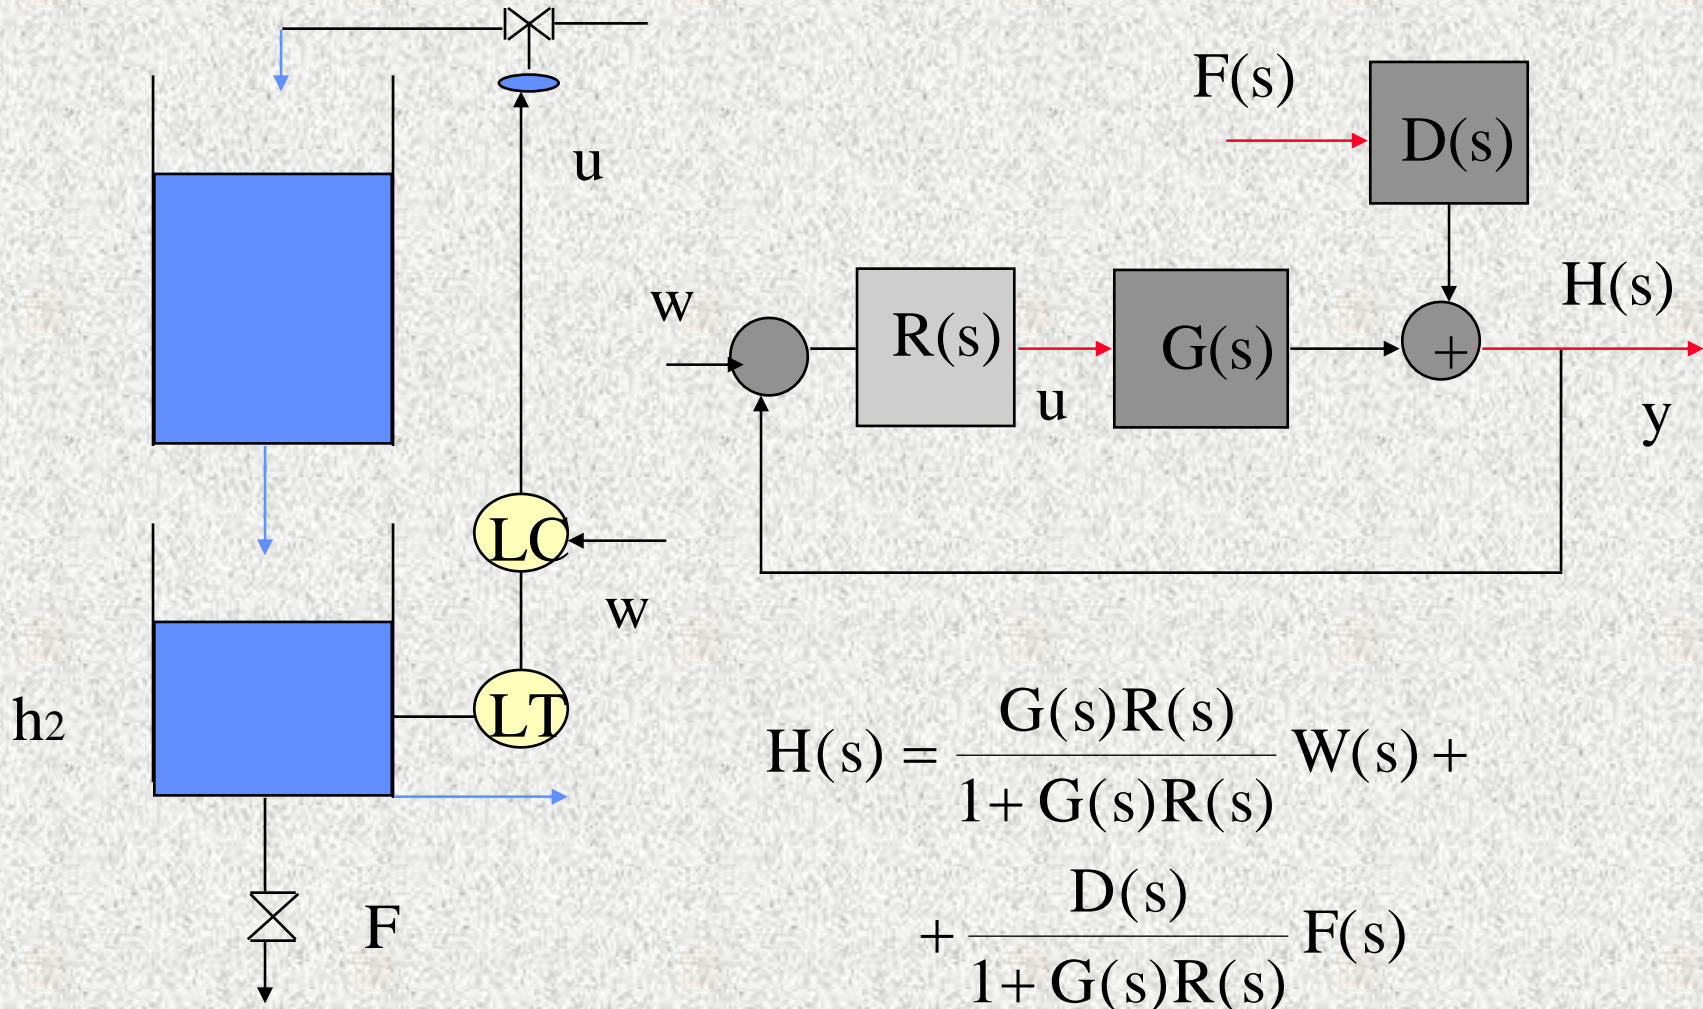 u
LC
w
LT
h2
F
F(s)
D(s)
w
R(s)
u
G(s)
+
H(s)
y
H(s) = G(s)R(s) / 1+ G(s)R(s) W(s) +
+ D(s) / 1+ G(s)R(s) F(s)